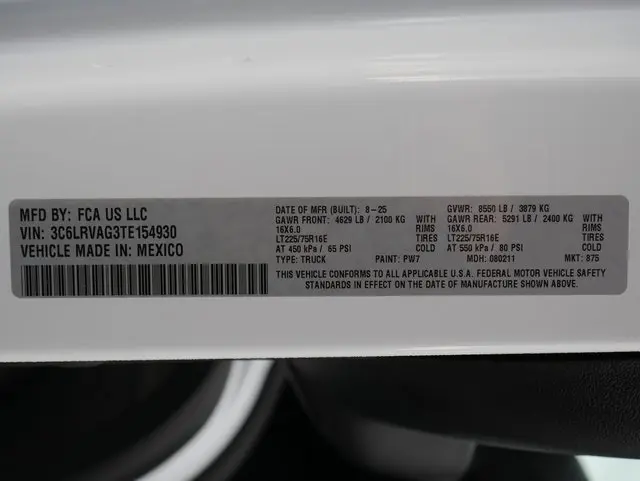 MFD BY: FCA US LLC
VIN: 3C6LRVAG3TE154930
VEHICLE MADE IN: MEXICO
DATE OF MFR (BUILT): 8-25
GAWR FRONT: 4629 LB / 2100 KG WITH
16X6.0 RIMS
LT225/75R16E TIRES
AT 450 kPa / 65 PSI COLD
TYPE: TRUCK PAINT: PW7
GVWR: 8550 LB / 3879 KG
GAWR REAR: 5291 LB / 2400 KG WITH
16X6.0 RIMS
LT225/75R16E TIRES
AT 550 kPa / 80 PSI COLD
MDH: 080211 MKT: 875
THIS VEHICLE CONFORMS TO ALL APPLICABLE U.S.A. FEDERAL MOTOR VEHICLE SAFETY
STANDARDS IN EFFECT ON THE DATE OF MANUFACTURE SHOWN ABOVE.